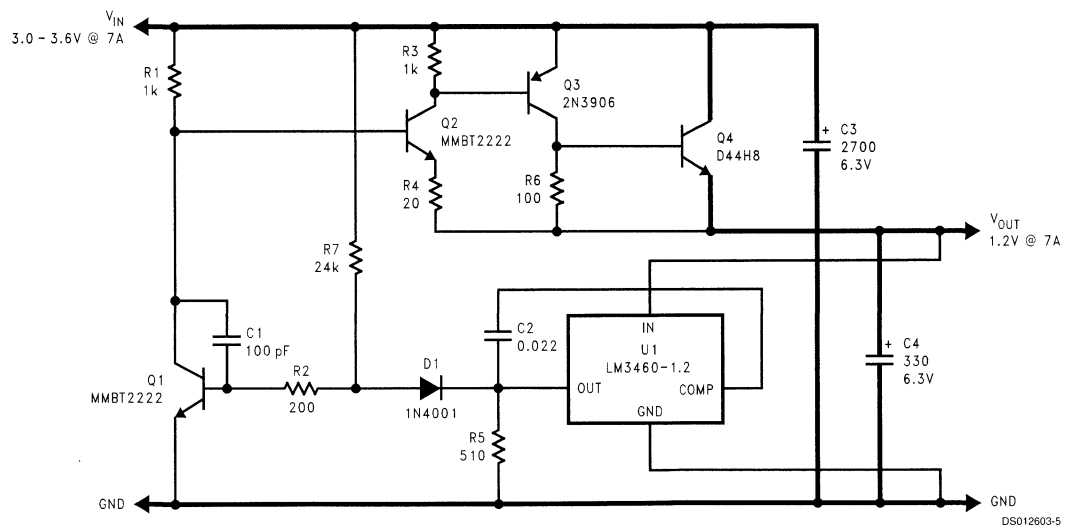 VIN
3.0 – 3.6V @ 7A
R1
1k
R3
1k
Q3
2N3906
Q2
MMBT2222
Q4
D44H8
+ C3
2700
6.3V
R4
20
R6
100
VOUT
1.2V @ 7A
R7
24k
C1
100 pF
C2
0.022
IN
U1
LM3460-1.2
OUT
COMP
GND
+ C4
330
6.3V
Q1
MMBT2222
R2
200
D1
1N4001
R5
510
GND
GND
DS012603-5